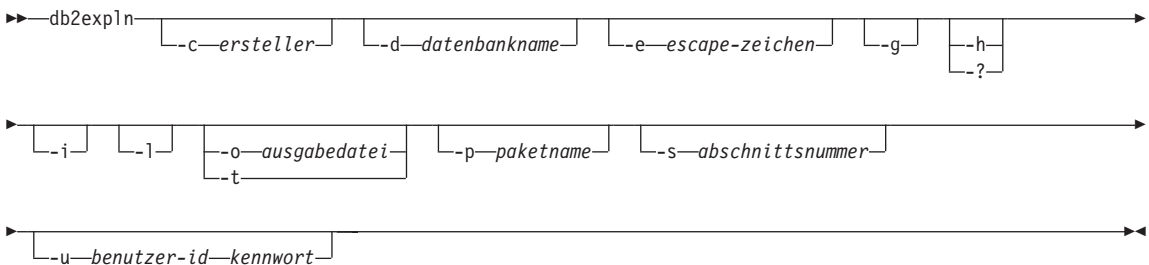 db2expln
-c ersteller -d datenbankname -e escape-zeichen -g -h
-?
-i -l -o ausgabedatei -p paketname -s abschnittsnummer
-t
-u benutzer-id kennwort